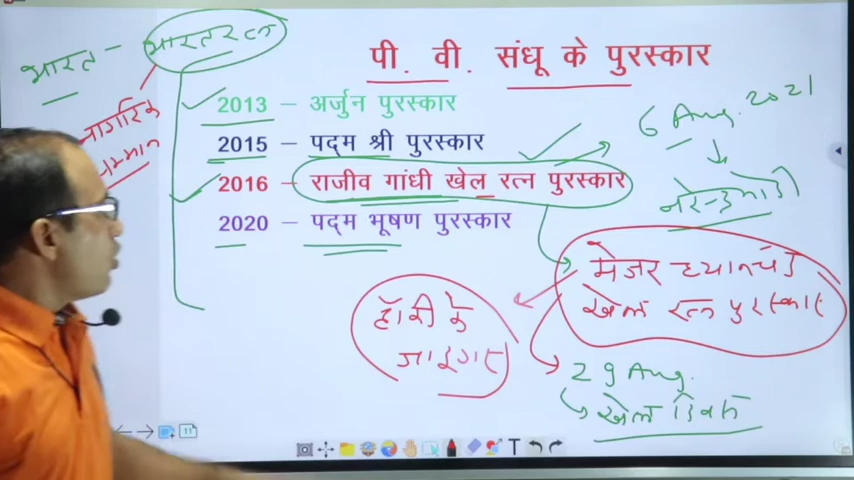 भारत - भारतरत्न
नागरिक
सम्मान
पी. वी. संधू के पुरस्कार
2013 – अर्जुन पुरस्कार
2015 – पद्म श्री पुरस्कार
2016 – राजीव गांधी खेल रत्न पुरस्कार
2020 – पद्म भूषण पुरस्कार
6 Aug. 2021
मेजर ध्यानचंद
खेल रत्न पुरस्कार
हॉकी के
जादूगर
29 Aug.
खेल दिवस
11
T